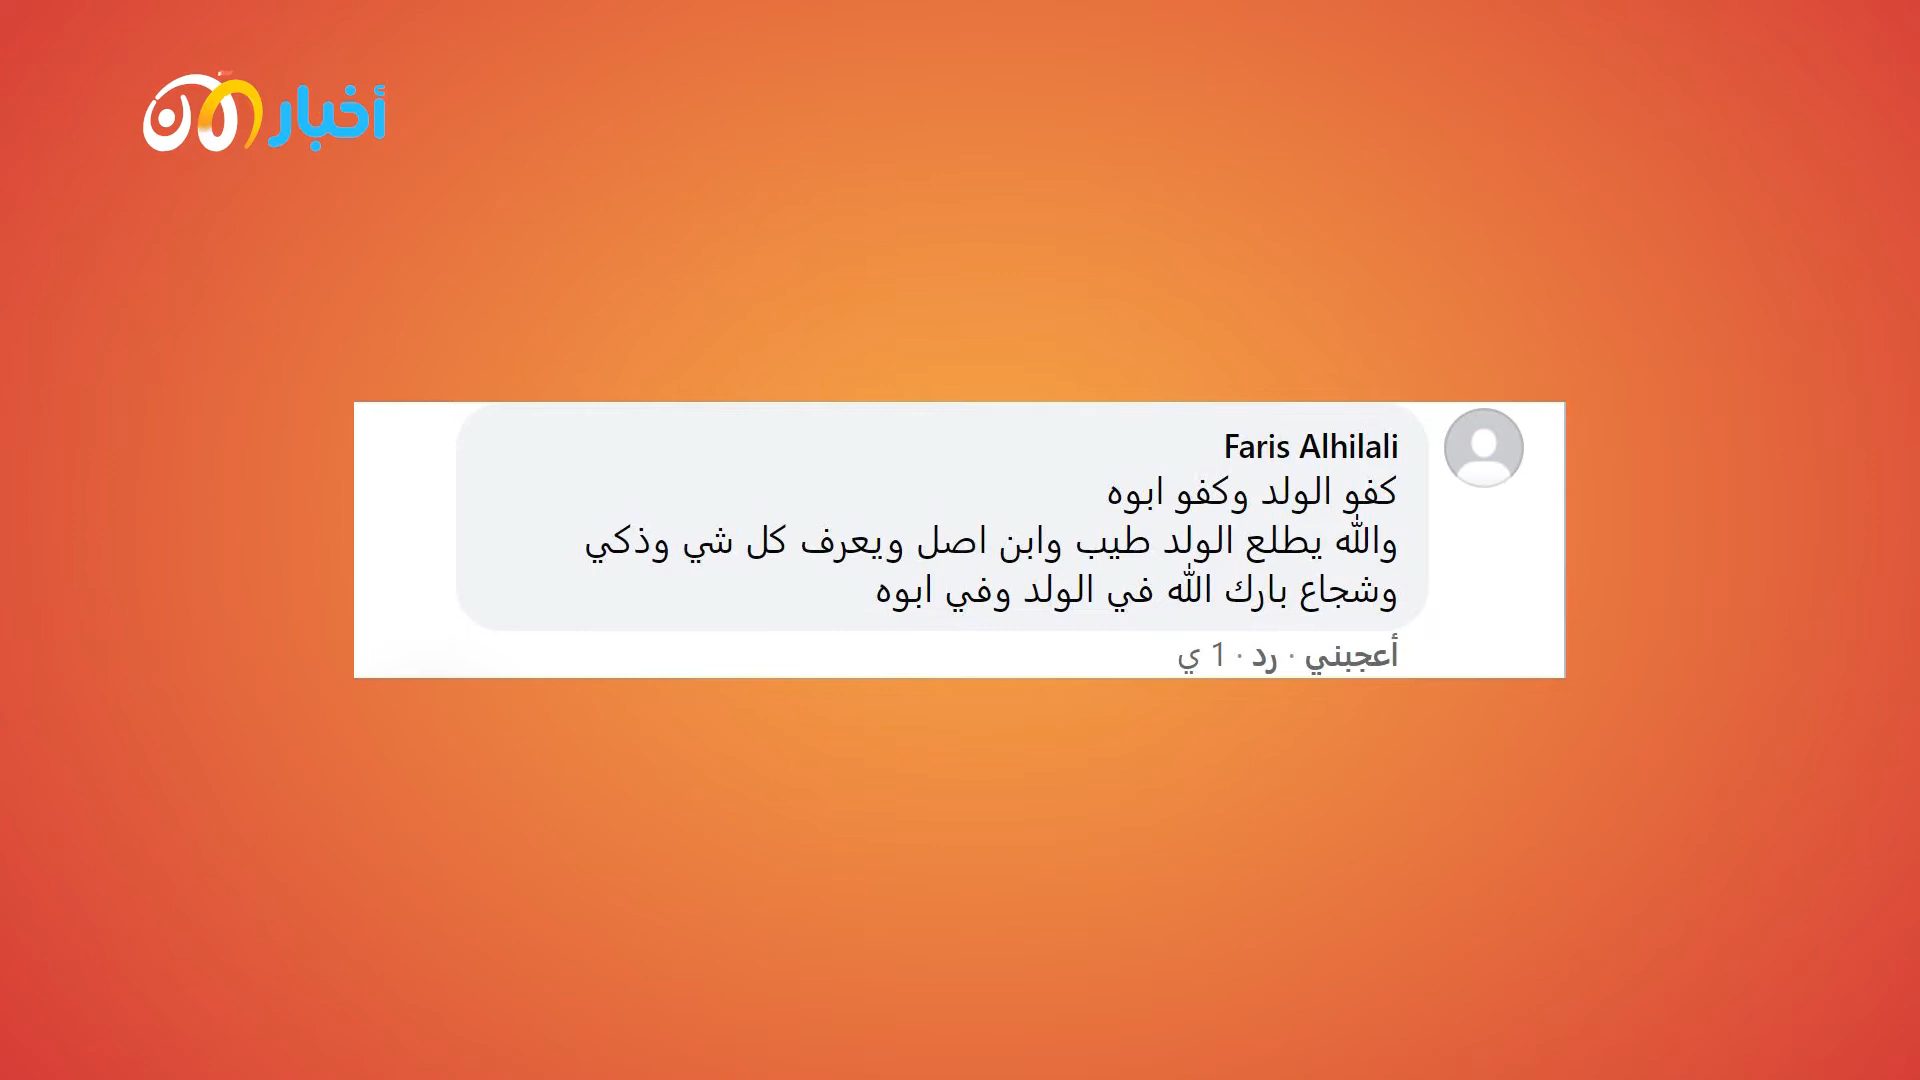 أخبار الآن
Faris Alhilali
كفو الولد وكفو ابوه
والله يطلع الولد طيب وابن اصل ويعرف كل شي وذكي
وشجاع بارك الله في الولد وفي ابوه
أعجبني · رد · 1 ي